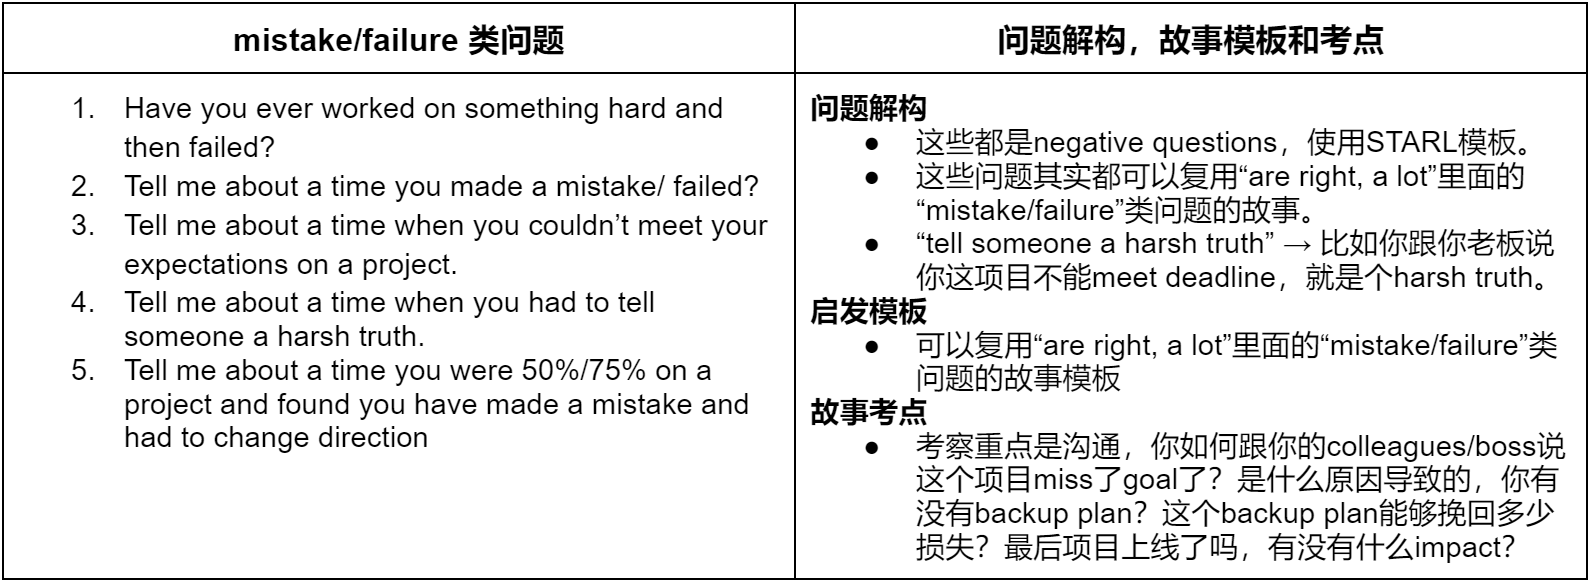 mistake/failure 类问题
问题解构，故事模板和考点
1. Have you ever worked on something hard and
then failed?
2. Tell me about a time you made a mistake/ failed?
3. Tell me about a time when you couldn’t meet your
expectations on a project.
4. Tell me about a time when you had to tell
someone a harsh truth.
5. Tell me about a time you were 50%/75% on a
project and found you have made a mistake and
had to change direction
问题解构
● 这些都是negative questions，使用STARL模板。
● 这些问题其实都可以复用“are right, a lot”里面的
“mistake/failure”类问题的故事。
● “tell someone a harsh truth” → 比如你跟你老板说
你这项目不能meet deadline，就是个harsh truth。
启发模板
● 可以复用“are right, a lot”里面的“mistake/failure”类
问题的故事模板
故事考点
● 考察重点是沟通，你如何跟你的colleagues/boss说
这个项目miss了goal了？是什么原因导致的，你有
没有backup plan？这个backup plan能够挽回多少
损失？最后项目上线了吗，有没有什么impact？